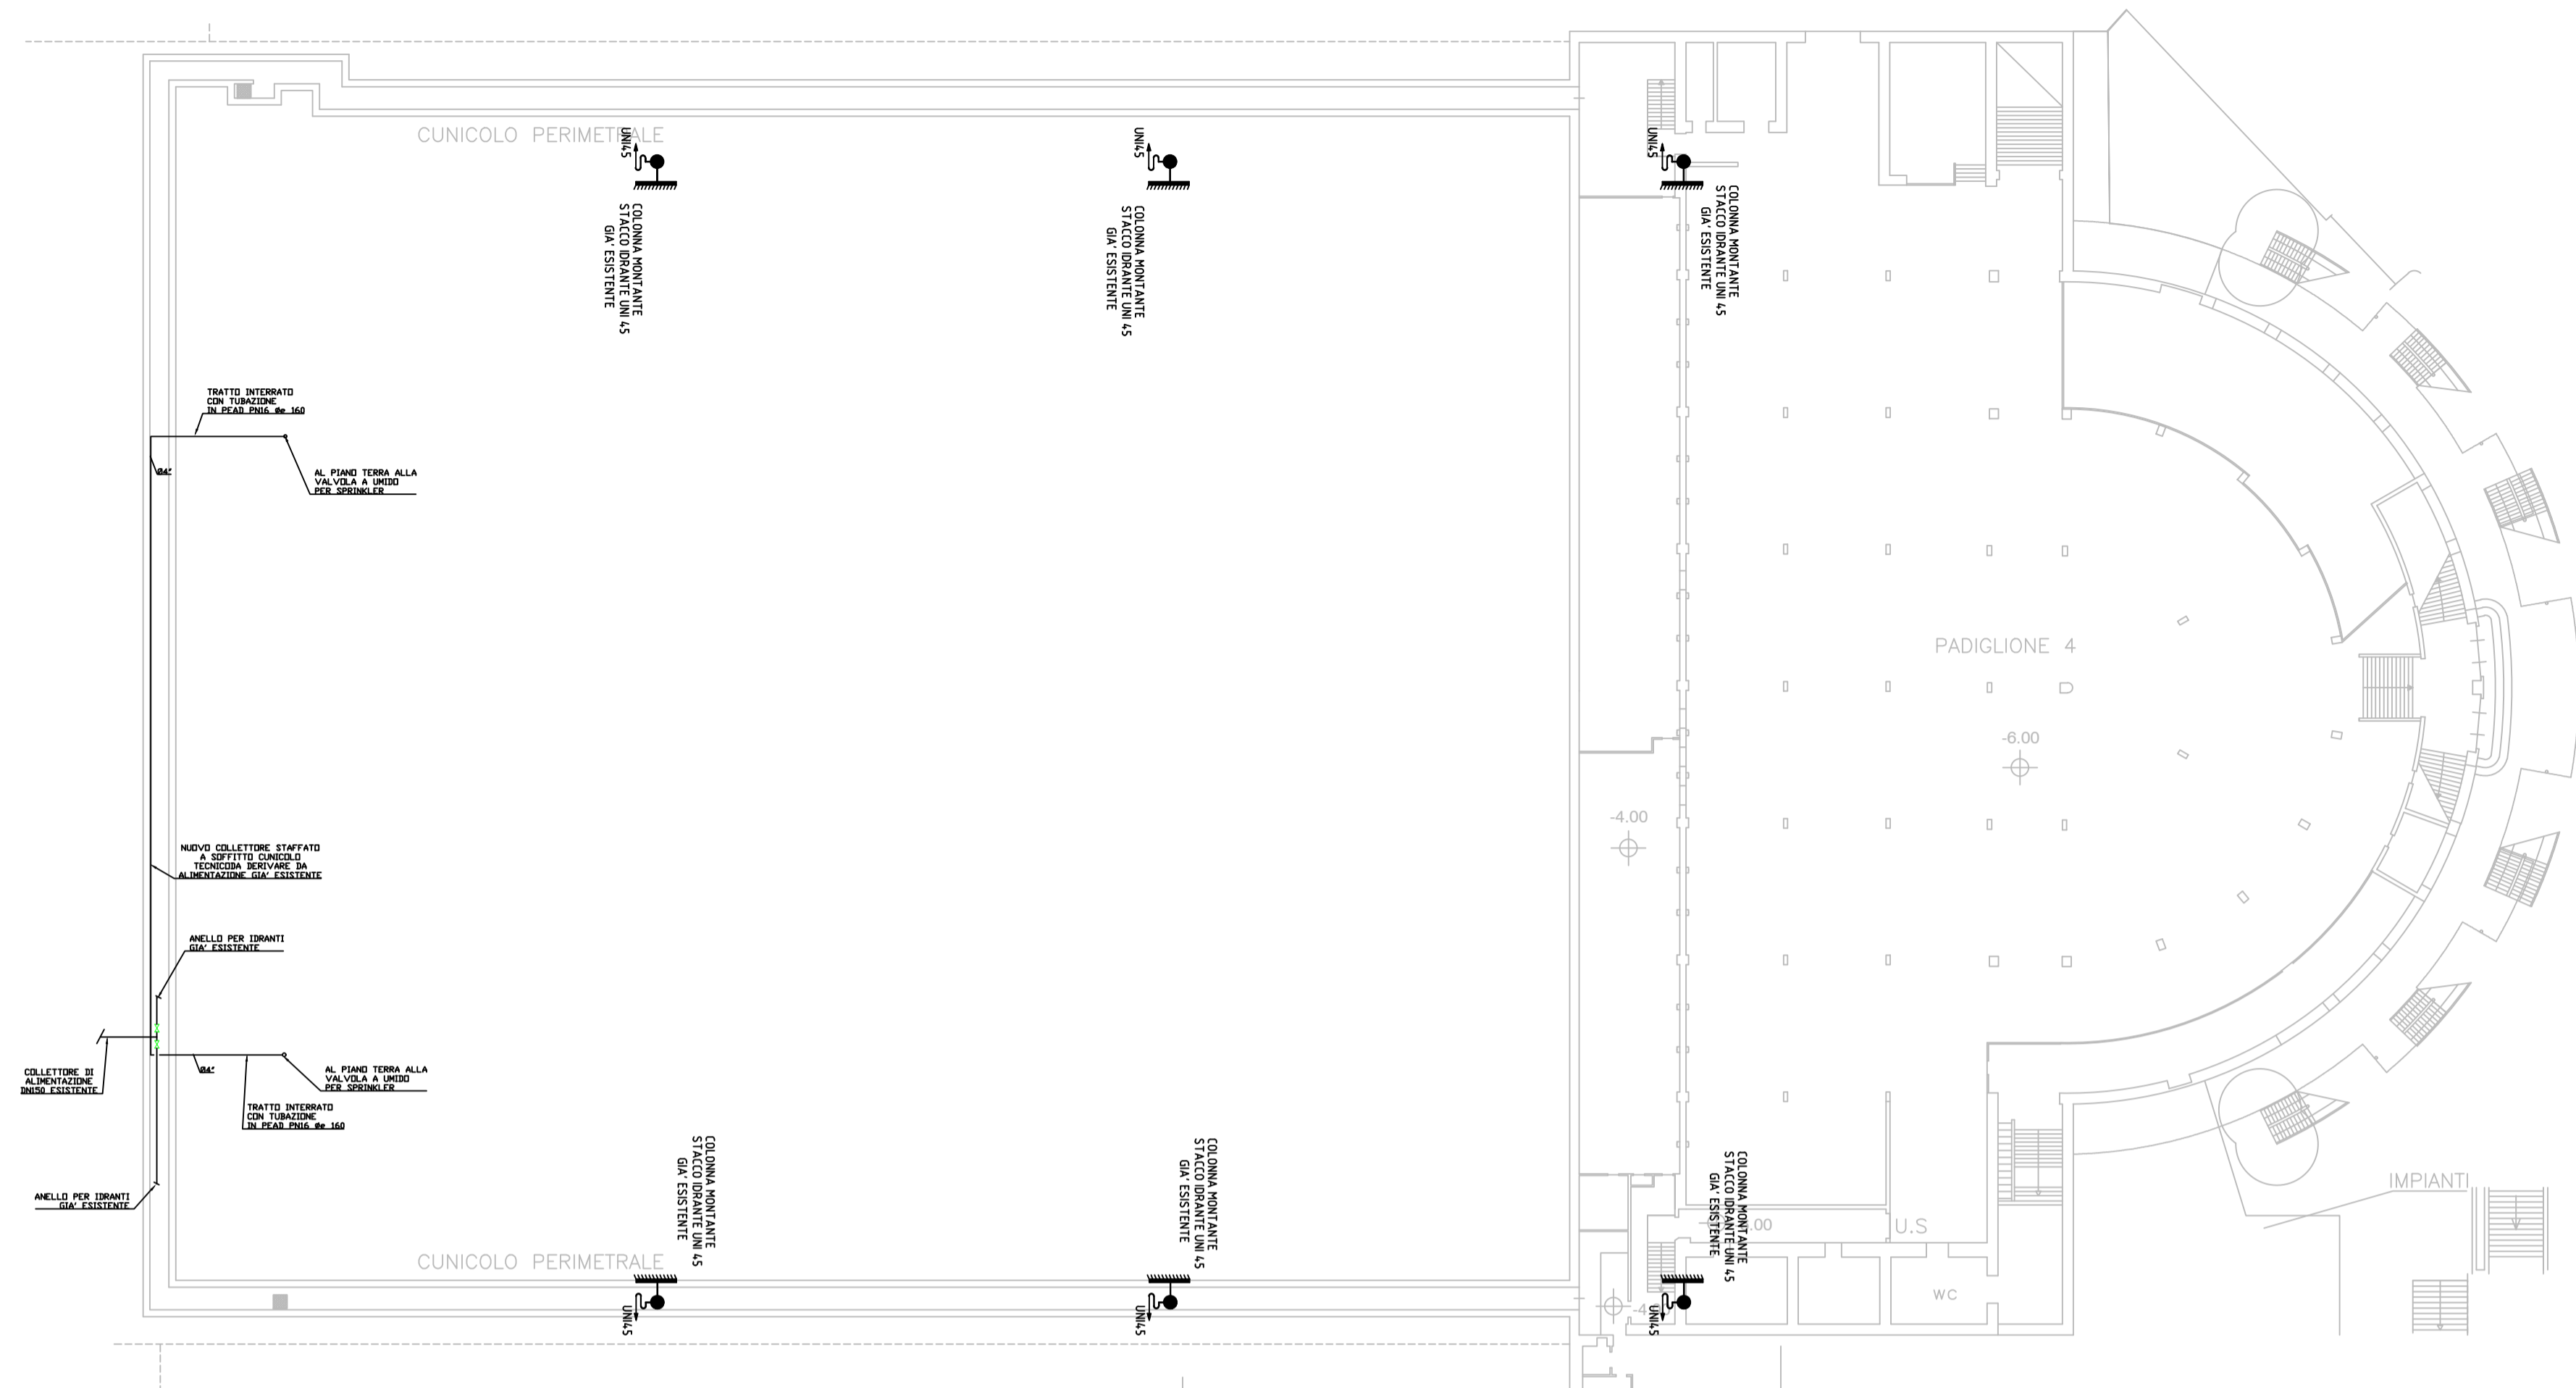 CUNICOLO PERIMETRALE
UNI45
UNI45
UNI45
COLONNA MONTANTE
STACCO IDRANTE UNI 45
GIA' ESISTENTE
COLONNA MONTANTE
STACCO IDRANTE UNI 45
GIA' ESISTENTE
COLONNA MONTANTE
STACCO IDRANTE UNI 45
GIA' ESISTENTE
TRATTO INTERRATO
CON TUBAZIONE
IN PEAD PN16 Øe 160
Ø4"
AL PIANO TERRA ALLA
VALVOLA A UMIDO
PER SPRINKLER
PADIGLIONE 4
D
-6.00
-4.00
NUOVO COLLETTORE STAFFATO
A SOFFITTO CUNICOLO
TECNICODA DERIVARE DA
ALIMENTAZIONE GIA' ESISTENTE
ANELLO PER IDRANTI
GIA' ESISTENTE
COLLETTORE DI
ALIMENTAZIONE
DN150 ESISTENTE
Ø4"
AL PIANO TERRA ALLA
VALVOLA A UMIDO
PER SPRINKLER
TRATTO INTERRATO
CON TUBAZIONE
IN PEAD PN16 Øe 160
ANELLO PER IDRANTI
GIA' ESISTENTE
COLONNA MONTANTE
STACCO IDRANTE UNI 45
GIA' ESISTENTE
COLONNA MONTANTE
STACCO IDRANTE UNI 45
GIA' ESISTENTE
COLONNA MONTANTE
STACCO IDRANTE UNI 45
GIA' ESISTENTE
IMPIANTI
U.S
CUNICOLO PERIMETRALE
WC
UNI45
UNI45
UNI45